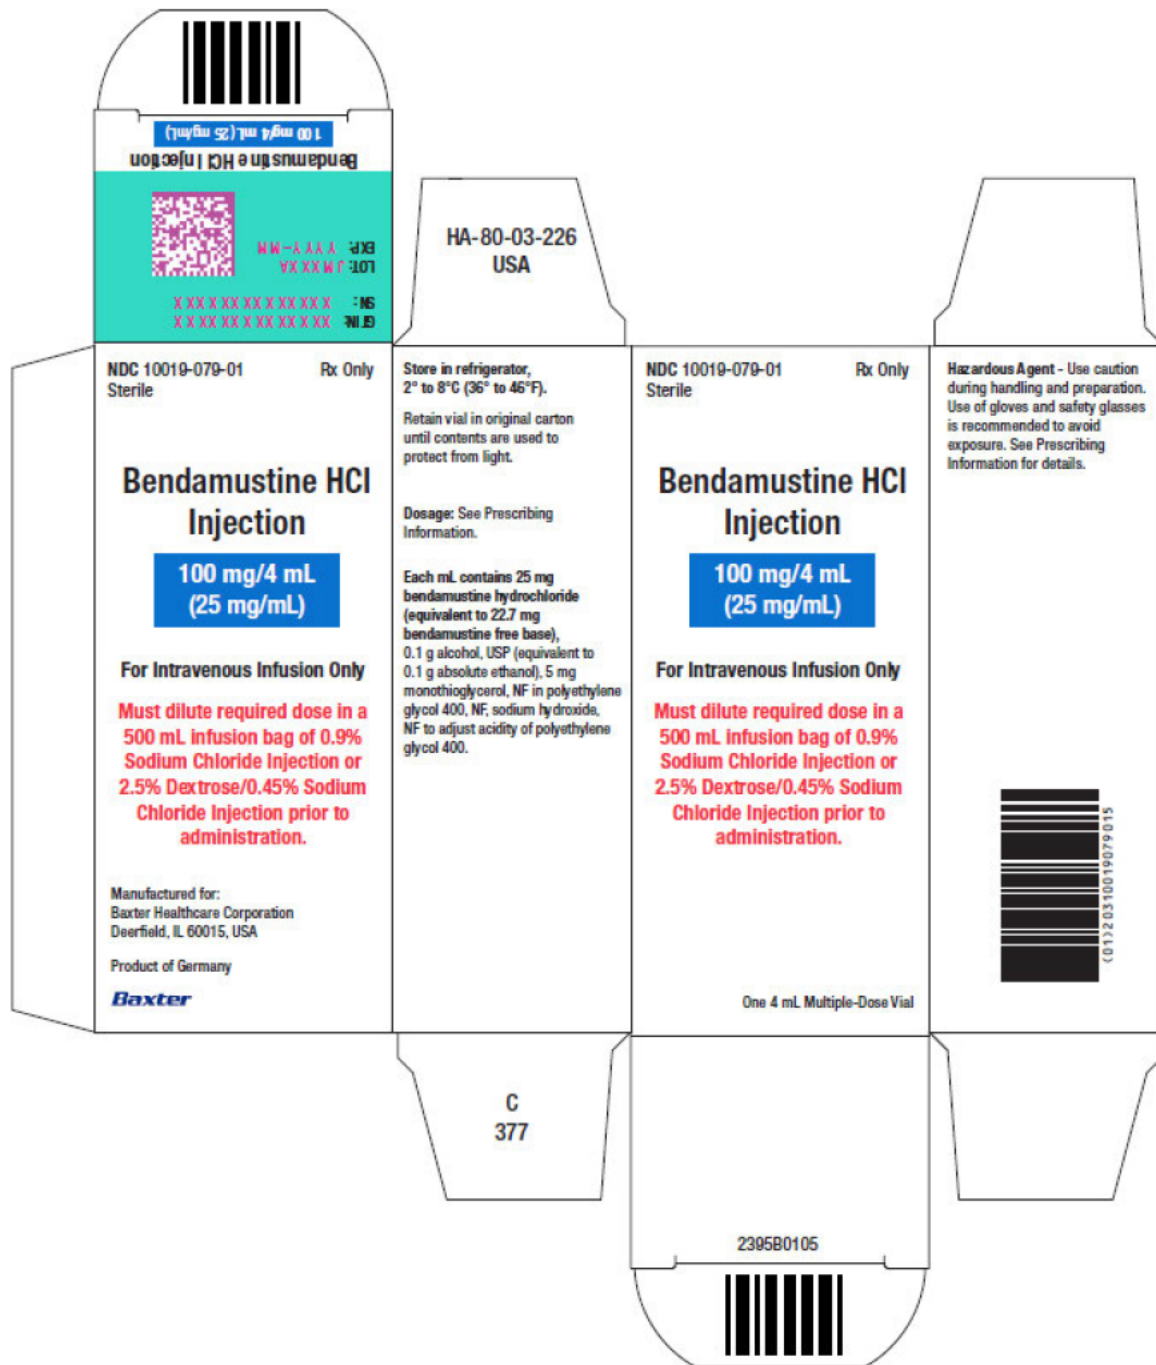 100 mg/4 mL (25 mg/mL)
Bendamustine HCl Injection
EXP: YYYY-MM
LOT: JMXXXA
SN: XXXXXXXXXXXXXX
GTIN: XXXXXXXXXXXXXX
HA-80-03-226
USA
NDC 10019-079-01 Rx Only
Sterile
Bendamustine HCl
Injection
100 mg/4 mL
(25 mg/mL)
For Intravenous Infusion Only
Must dilute required dose in a
500 mL infusion bag of 0.9%
Sodium Chloride Injection or
2.5% Dextrose/0.45% Sodium
Chloride Injection prior to
administration.
Manufactured for:
Baxter Healthcare Corporation
Deerfield, IL 60015, USA
Product of Germany
Baxter
Store in refrigerator,
2° to 8°C (36° to 46°F).
Retain vial in original carton
until contents are used to
protect from light.
Dosage: See Prescribing
Information.
Each mL contains 25 mg
bendamustine hydrochloride
(equivalent to 22.7 mg
bendamustine free base),
0.1 g alcohol, USP (equivalent to
0.1 g absolute ethanol), 5 mg
monothioglycerol, NF in polyethylene
glycol 400, NF, sodium hydroxide,
NF to adjust acidity of polyethylene
glycol 400.
C
377
NDC 10019-079-01 Rx Only
Sterile
Bendamustine HCl
Injection
100 mg/4 mL
(25 mg/mL)
For Intravenous Infusion Only
Must dilute required dose in a
500 mL infusion bag of 0.9%
Sodium Chloride Injection or
2.5% Dextrose/0.45% Sodium
Chloride Injection prior to
administration.
One 4 mL Multiple-Dose Vial
2395B0105
Hazardous Agent - Use caution
during handling and preparation.
Use of gloves and safety glasses
is recommended to avoid
exposure. See Prescribing
Information for details.
(01)20310019079015